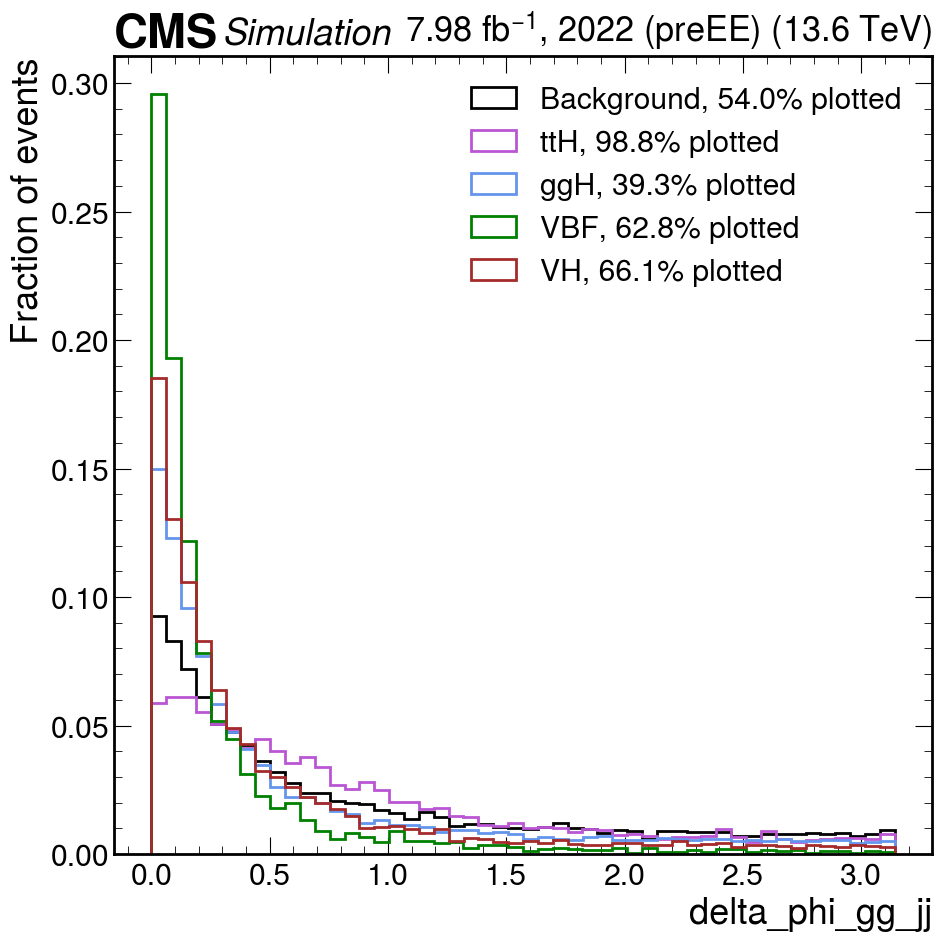 CMS Simulation 7.98 fb⁻¹, 2022 (preEE) (13.6 TeV)
Fraction of events
0.30
0.25
0.20
0.15
0.10
0.05
0.00
Background, 54.0% plotted
ttH, 98.8% plotted
ggH, 39.3% plotted
VBF, 62.8% plotted
VH, 66.1% plotted
0.0 0.5 1.0 1.5 2.0 2.5 3.0
delta_phi_gg_jj